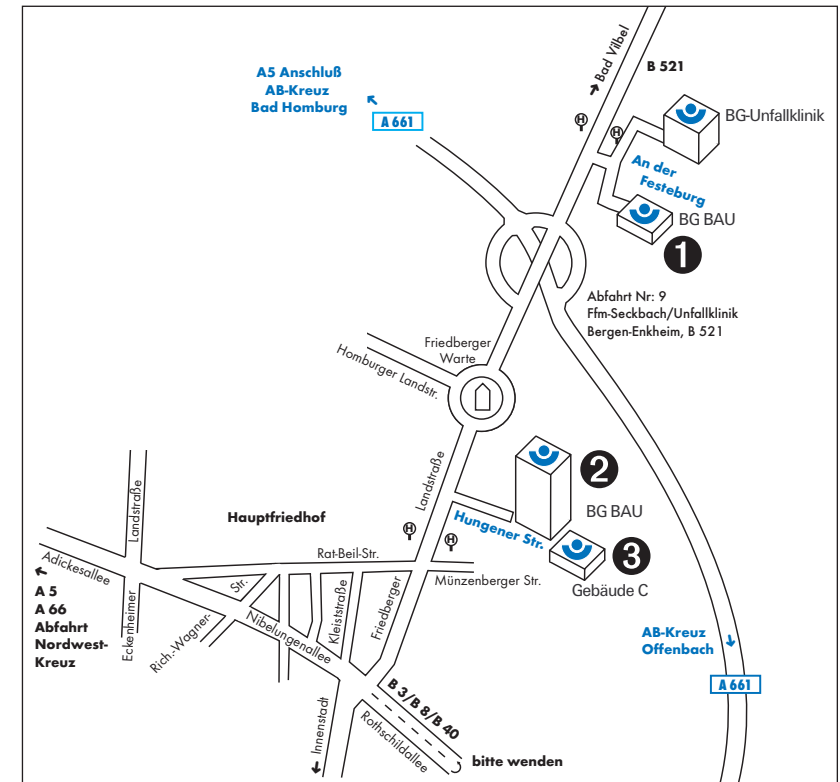 Bad Vilbel
B 521
A5 Anschluß
AB-Kreuz
Bad Homburg
A 661
H
H
BG-Unfallklinik
An der
Festeburg
BG BAU
1
Abfahrt Nr: 9
Ffm-Seckbach/Unfallklinik
Bergen-Enkheim, B 521
Friedberger
Warte
Homburger Landstr.
2
BG BAU
Hungener Str.
3
Gebäude C
Landstraße
Friedberger
H
H
Hauptfriedhof
Rat-Beil-Str.
Münzenberger Str.
Landstraße
Eckenheimer
Adickesallee
A 5
A 66
Abfahrt
Nordwest-
Kreuz
Rich.-Wagner-
Str.
Nibelungenallee
Kleiststraße
B 3/B 8/B 40
Rothschildallee
Innenstadt
bitte wenden
AB-Kreuz
Offenbach
A 661